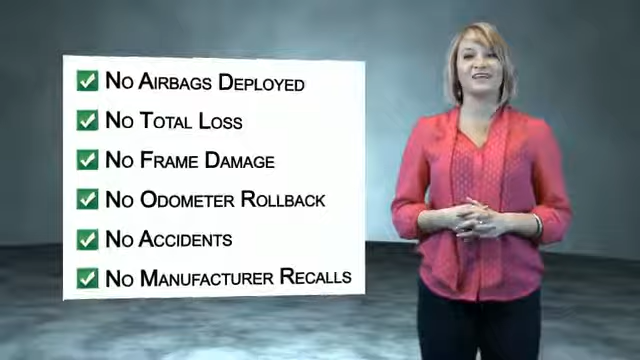 No Airbags Deployed
No Total Loss
No Frame Damage
No Odometer Rollback
No Accidents
No Manufacturer Recalls